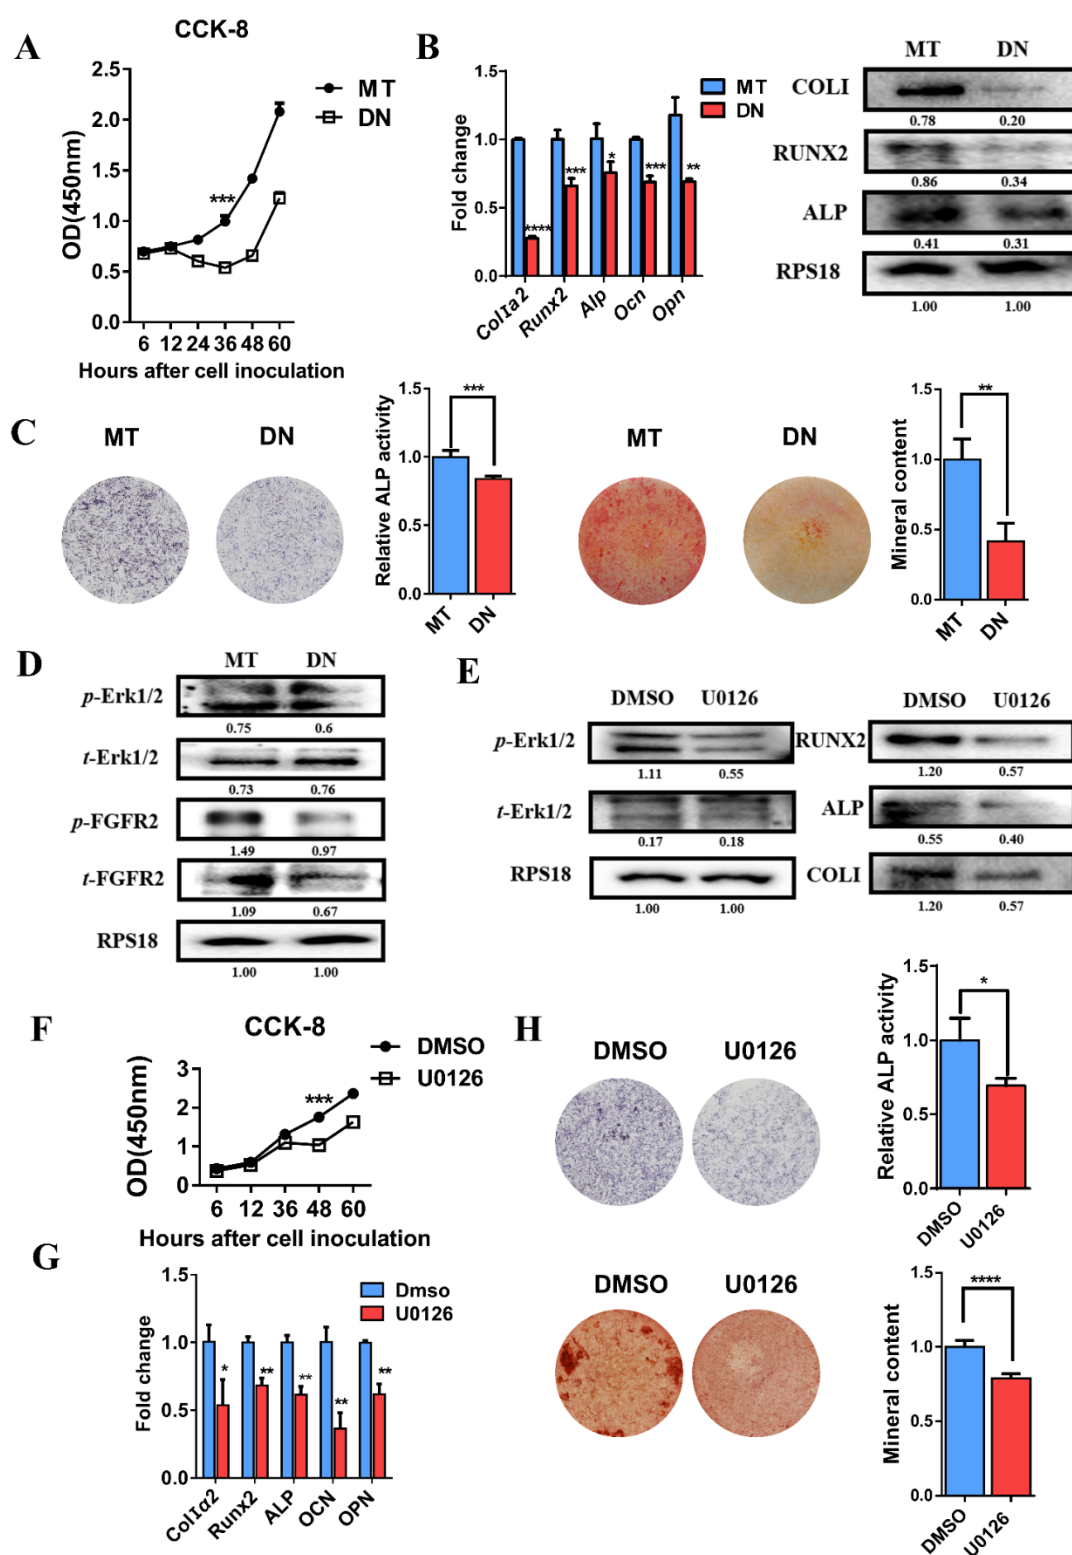 A
CCK-8
OD(450nm)
2.5
2.0
1.5
1.0
0.5
0.0
***
MT
DN
6 12 24 36 48 60
Hours after cell inoculation
B
Fold change
1.5
1.0
0.5
0.0
MT
DN
**** *** * *** **
ColIa2 Runx2 Alp Ocn Opn
MT DN
COLI
0.78 0.20
RUNX2
0.86 0.34
ALP
0.41 0.31
RPS18
1.00 1.00
C
MT DN
Relative ALP activity
1.5
1.0
0.5
0.0
***
MT DN
MT DN
Mineral content
1.5
1.0
0.5
0.0
**
MT DN
D
MT DN
p-Erk1/2
0.75 0.6
t-Erk1/2
0.73 0.76
p-FGFR2
1.49 0.97
t-FGFR2
1.09 0.67
RPS18
1.00 1.00
E
DMSO U0126
p-Erk1/2
1.11 0.55
t-Erk1/2
0.17 0.18
RPS18
1.00 1.00
DMSO U0126
RUNX2
1.20 0.57
ALP
0.55 0.40
COLI
1.20 0.57
F
CCK-8
OD(450nm)
3
2
1
0
***
DMSO
U0126
6 12 36 48 60
Hours after cell inoculation
G
Fold change
1.5
1.0
0.5
0.0
Dmso
U0126
* ** ** ** **
ColIα2 Runx2 ALP OCN OPN
H
DMSO U0126
Relative ALP activity
1.5
1.0
0.5
0.0
*
DMSO U0126
DMSO U0126
Mineral content
1.5
1.0
0.5
0.0
****
DMSO U0126